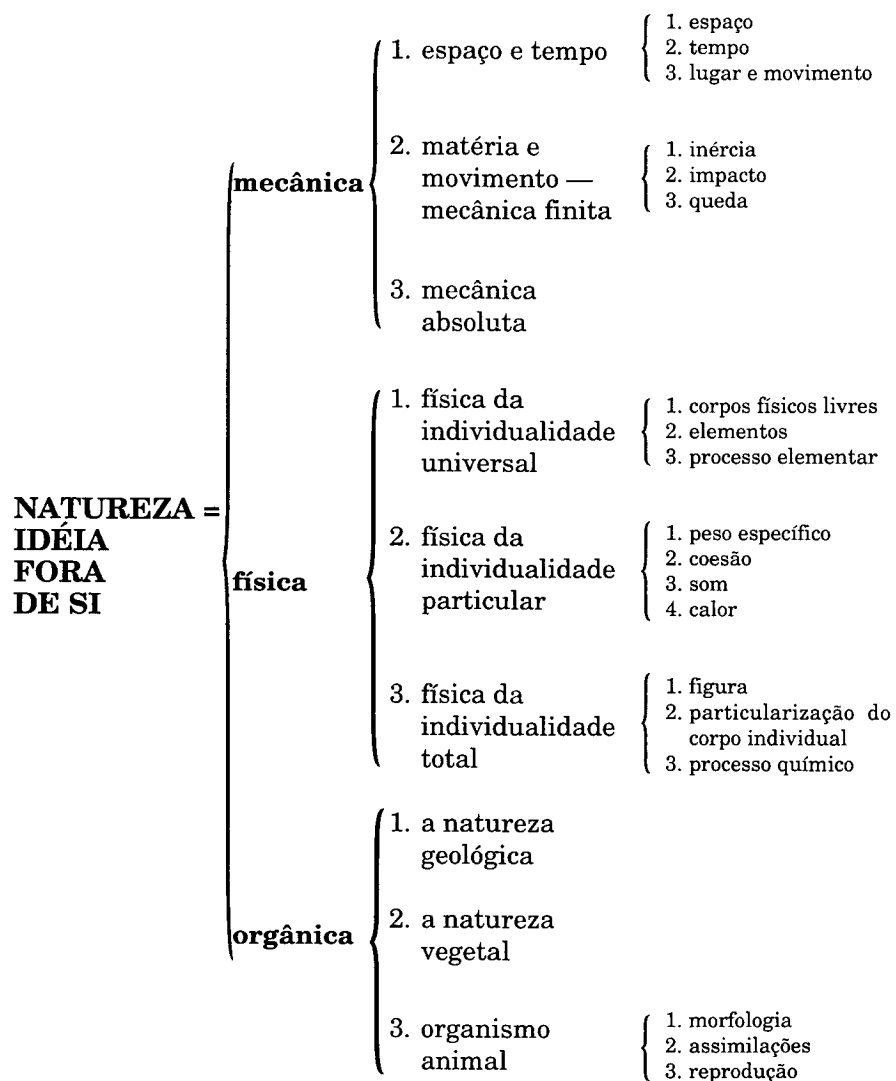 NATUREZA =
IDÉIA
FORA
DE SI
mecânica
1. espaço e tempo
1. espaço
2. tempo
3. lugar e movimento
2. matéria e
movimento —
mecânica finita
1. inércia
2. impacto
3. queda
3. mecânica
absoluta
física
1. física da
individualidade
universal
1. corpos físicos livres
2. elementos
3. processo elementar
2. física da
individualidade
particular
1. peso específico
2. coesão
3. som
4. calor
3. física da
individualidade
total
1. figura
2. particularização do
corpo individual
3. processo químico
orgânica
1. a natureza
geológica
2. a natureza
vegetal
3. organismo
animal
1. morfologia
2. assimilações
3. reprodução